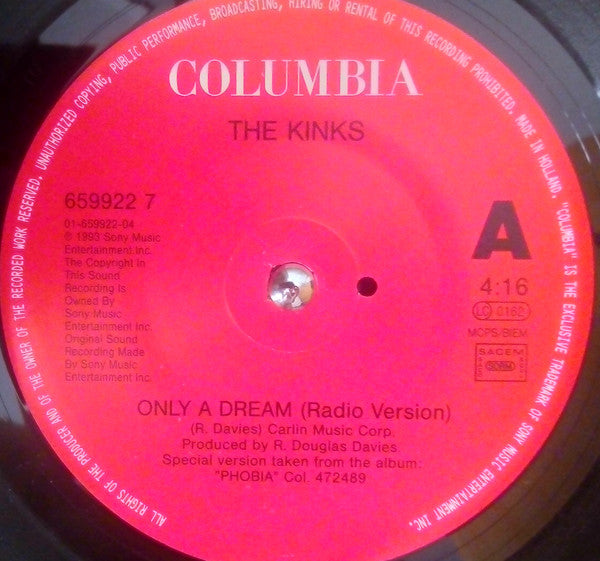 ALL RIGHTS OF THE PRODUCER AND OF THE OWNER OF THE RECORDED WORK RESERVED. UNAUTHORIZED COPYING, PUBLIC PERFORMANCE, BROADCASTING, HIRING OR RENTAL OF THIS RECORDING PROHIBITED. MADE IN HOLLAND. "COLUMBIA" IS THE EXCLUSIVE TRADEMARK OF SONY MUSIC ENTERTAINMENT INC.
COLUMBIA
THE KINKS
659922 7
01-659922-04
℗ 1993 Sony Music
Entertainment Inc.
The Copyright In
This Sound
Recording Is
Owned By
Sony Music
Entertainment Inc.
Original Sound
Recording Made
By Sony Music
Entertainment Inc.
A
4:16
LC 0162
MCPS/BIEM
SACEM
SDRM
ONLY A DREAM (Radio Version)
(R. Davies) Carlin Music Corp.
Produced by R. Douglas Davies.
Special version taken from the album:
"PHOBIA" Col. 472489